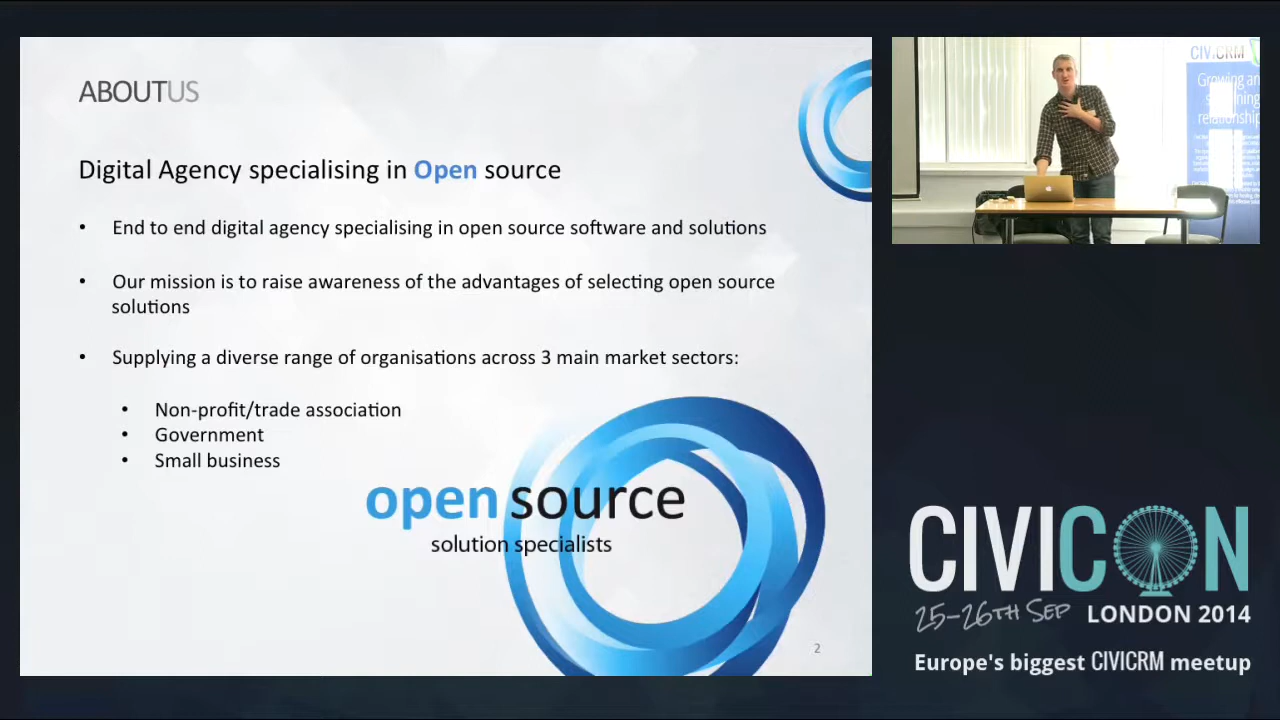 ABOUTUS
Digital Agency specialising in Open source
• End to end digital agency specialising in open source software and solutions
• Our mission is to raise awareness of the advantages of selecting open source
solutions
• Supplying a diverse range of organisations across 3 main market sectors:
• Non-profit/trade association
• Government
• Small business
open source
solution specialists
2
CIVICRM
Growing an
relationship
CIVICON
25-26TH SEP LONDON 2014
Europe's biggest CIVICRM meetup